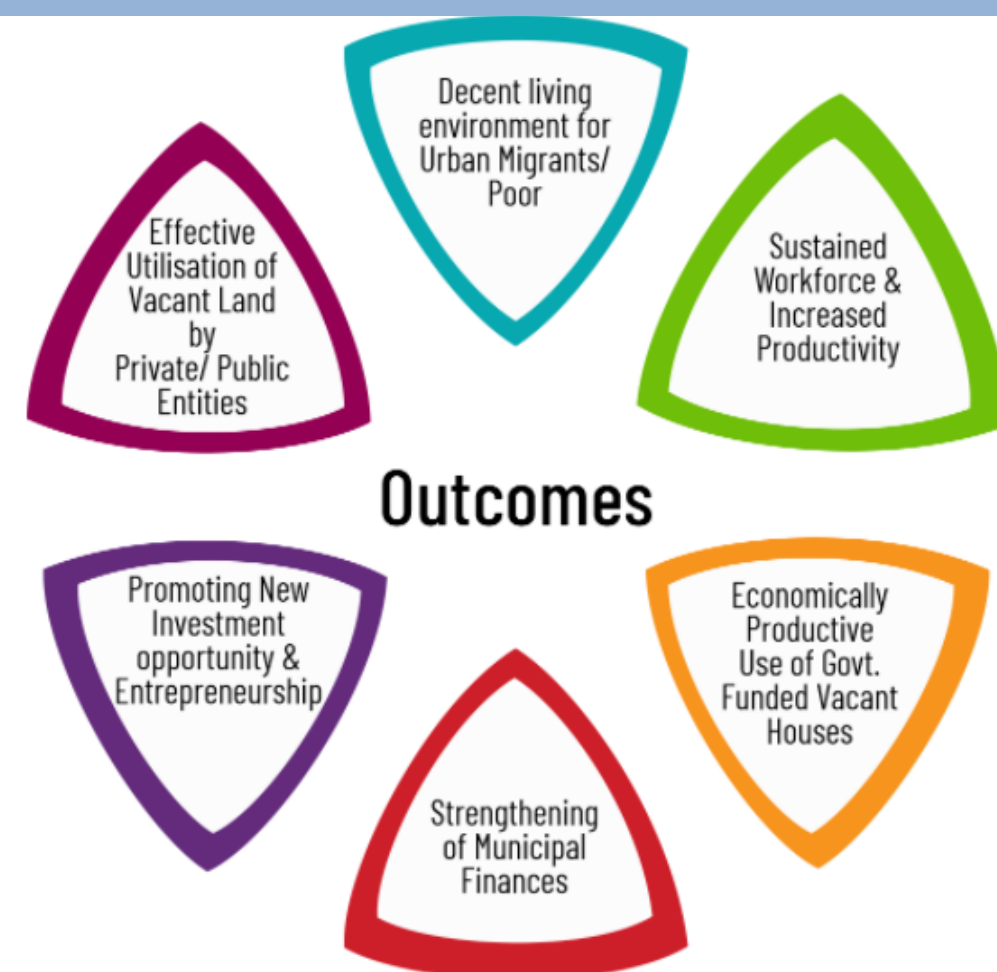 Decent living
environment for
Urban Migrants/
Poor
Effective
Utilisation of
Vacant Land
by
Private/ Public
Entities
Sustained
Workforce &
Increased
Productivity
Outcomes
Promoting New
Investment
opportunity &
Entrepreneurship
Economically
Productive
Use of Govt.
Funded Vacant
Houses
Strengthening
of Municipal
Finances